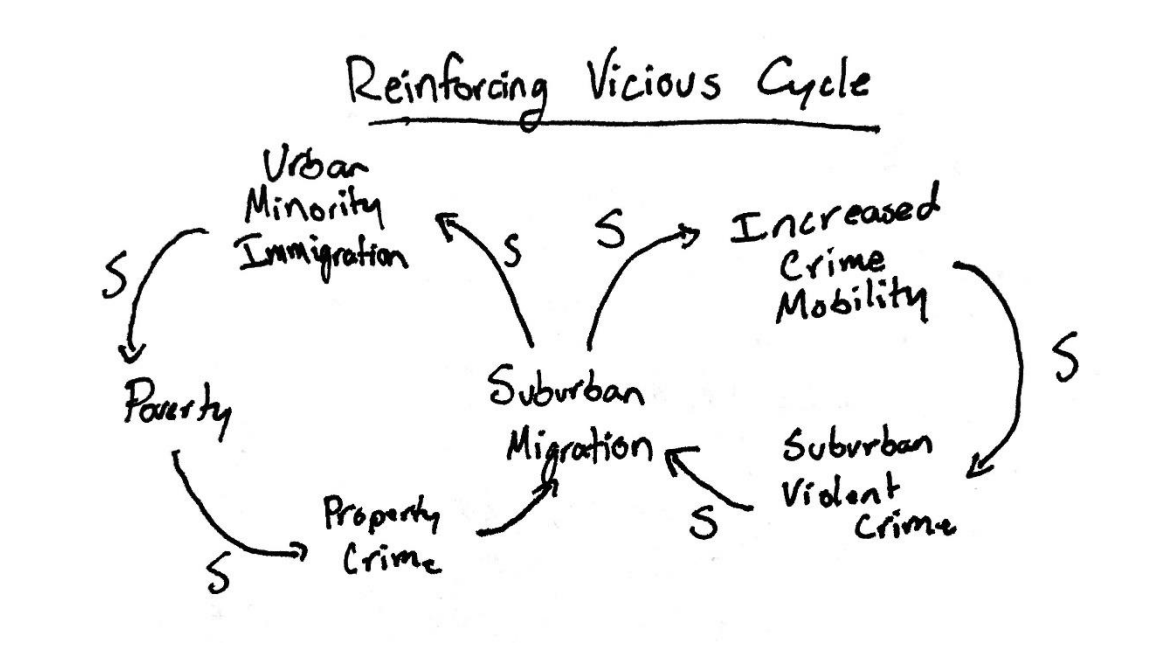 Reinforcing Vicious Cycle
Urban
Minority
Immigration
S
S
S
Increased
Crime
Mobility
S
Poverty
Suburban
Migration
Suburban
Violent
Crime
S
Property
Crime
S